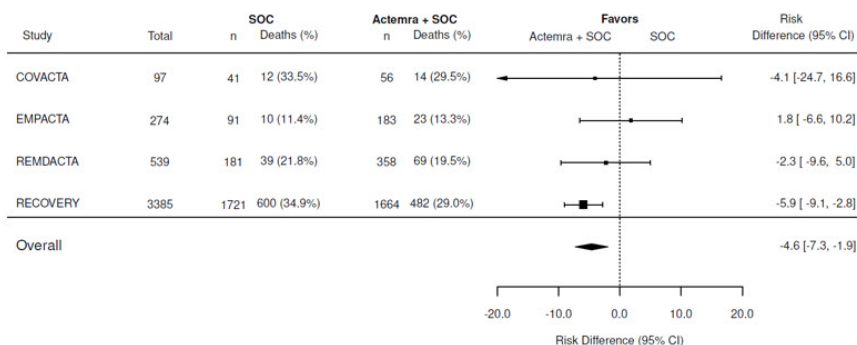 SOC Actemra + SOC Favors Risk
Study Total n Deaths (%) n Deaths (%) Actemra + SOC SOC Difference (95% CI)
COVACTA 97 41 12 (33.5%) 56 14 (29.5%) -4.1 [-24.7, 16.6]
EMPACTA 274 91 10 (11.4%) 183 23 (13.3%) 1.8 [ -6.6, 10.2]
REMDACTA 539 181 39 (21.8%) 358 69 (19.5%) -2.3 [ -9.6, 5.0]
RECOVERY 3385 1721 600 (34.9%) 1664 482 (29.0%) -5.9 [ -9.1, -2.8]
Overall -4.6 [-7.3, -1.9]
-20.0 -10.0 0.0 10.0 20.0
Risk Difference (95% CI)